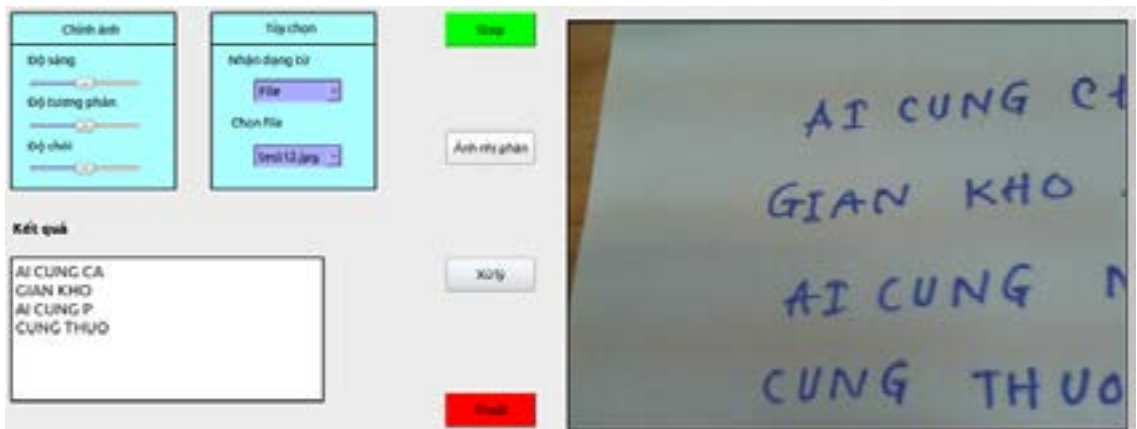 Chỉnh ảnh
Độ sáng
Độ tương phản
Độ chói
Tùy chọn
Nhận dạng từ
File
Chọn File
test12.jpg
Stop
Ảnh nhị phân
Xử lý
Thoát
Kết quả
AI CUNG CA
GIAN KHO
AI CUNG P
CUNG THUO
AI CUNG
GIAN KHO
AI CUNG
CUNG THUO